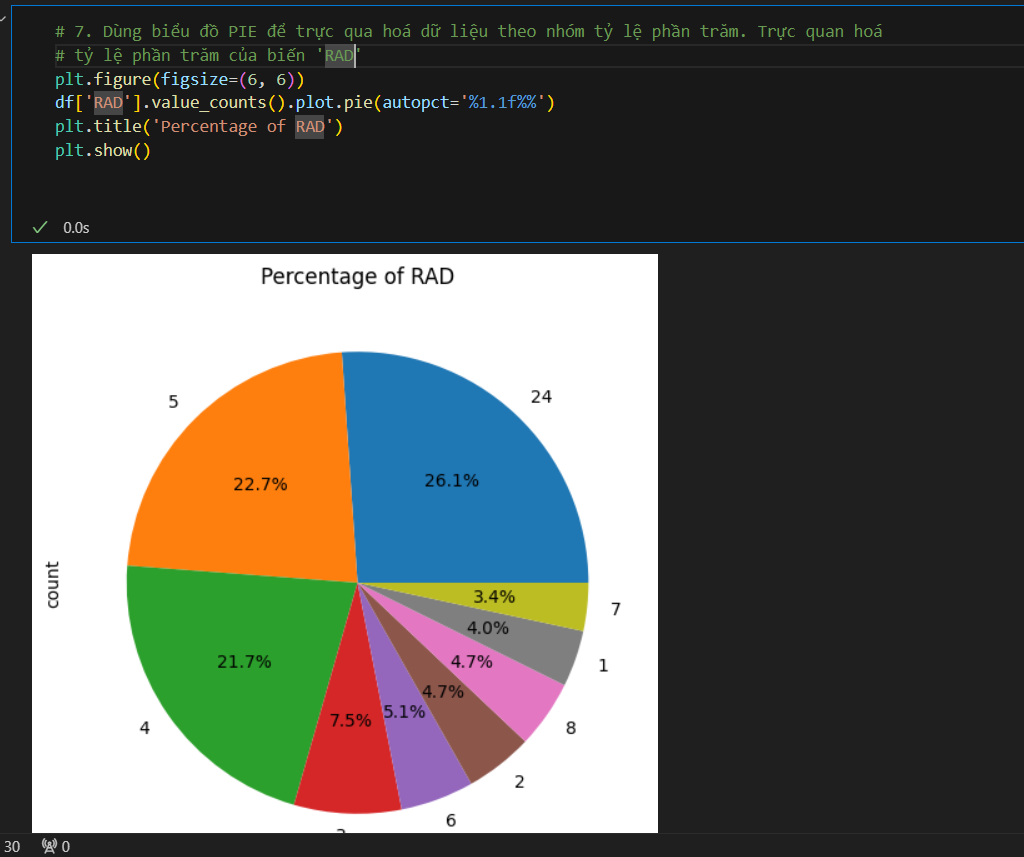 # 7. Dùng biểu đồ PIE để trực qua hoá dữ liệu theo nhóm tỷ lệ phần trăm. Trực quan hoá
# tỷ lệ phần trăm của biến 'RAD'
plt.figure(figsize=(6, 6))
df['RAD'].value_counts().plot.pie(autopct='%1.1f%%')
plt.title('Percentage of RAD')
plt.show()
0.0s
Percentage of RAD
24
5
26.1%
22.7%
count
3.4%
7
4.0%
21.7%
4.7%
1
4.7%
5.1%
7.5%
4
8
2
6
30 0